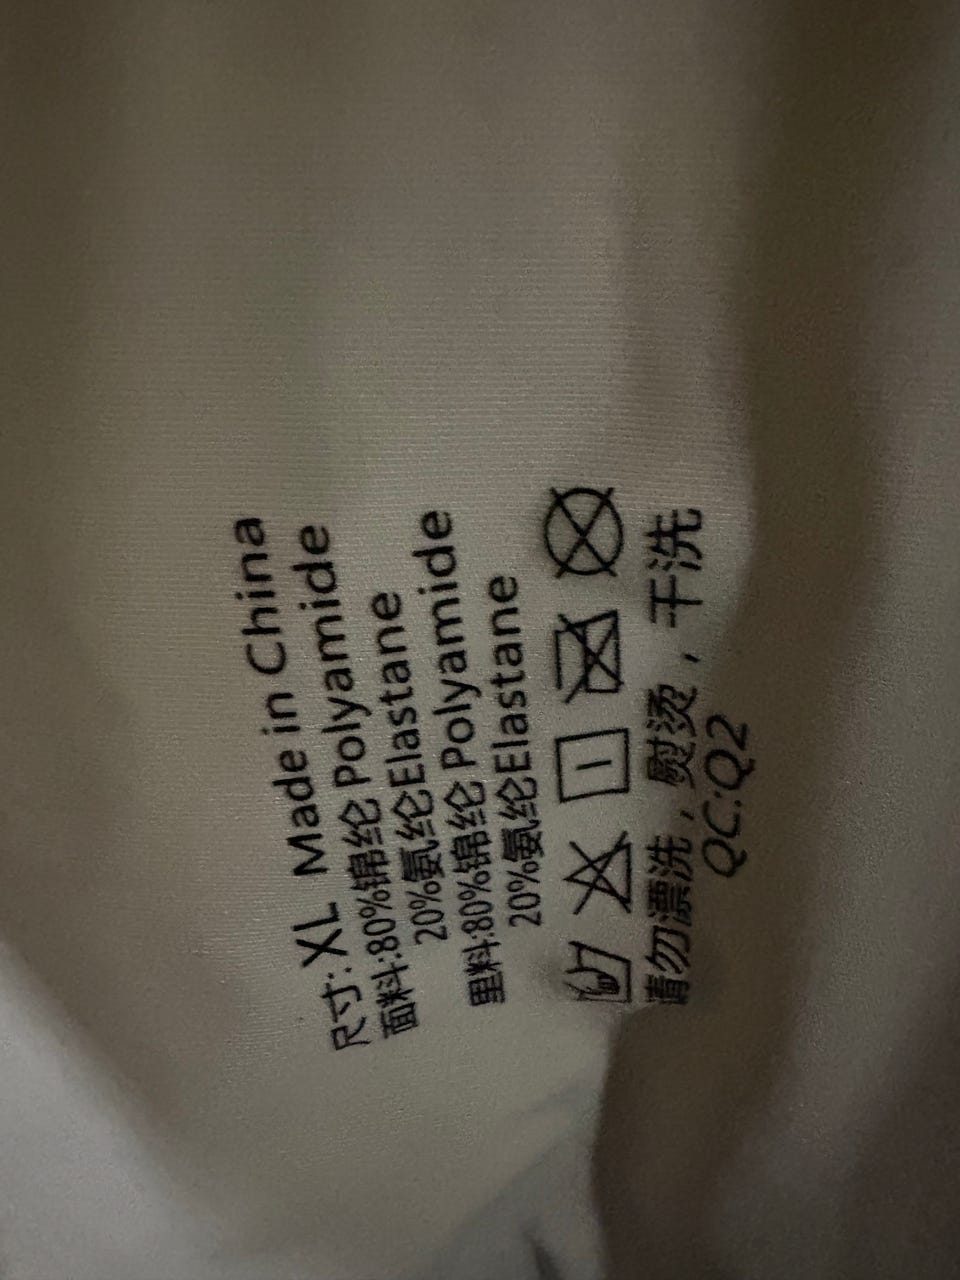 尺寸: XL Made in China
面料:80%锦纶 Polyamide
20%氨纶Elastane
里料:80%锦纶 Polyamide
20%氨纶Elastane
请勿漂洗，熨烫，干洗
QC:Q2